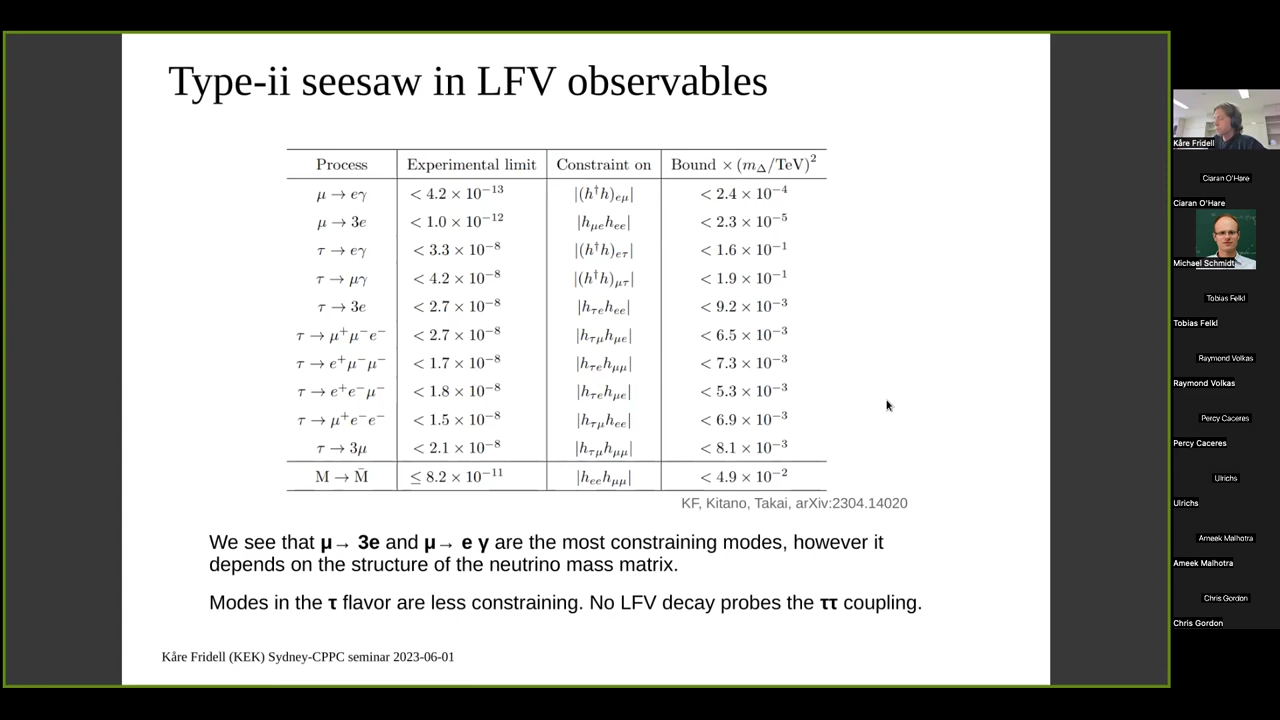 Type-ii seesaw in LFV observables
Process Experimental limit Constraint on Bound × (m_Δ/TeV)²
μ → eγ < 4.2 × 10⁻¹³ |(h†h)_eμ| < 2.4 × 10⁻⁴
μ → 3e < 1.0 × 10⁻¹² |h_μe h_ee| < 2.3 × 10⁻⁵
τ → eγ < 3.3 × 10⁻⁸ |(h†h)_eτ| < 1.6 × 10⁻¹
τ → μγ < 4.2 × 10⁻⁸ |(h†h)_μτ| < 1.9 × 10⁻¹
τ → 3e < 2.7 × 10⁻⁸ |h_τe h_ee| < 9.2 × 10⁻³
τ → μ⁺μ⁻e⁻ < 2.7 × 10⁻⁸ |h_τμ h_μe| < 6.5 × 10⁻³
τ → e⁺μ⁻μ⁻ < 1.7 × 10⁻⁸ |h_τe h_μμ| < 7.3 × 10⁻³
τ → e⁺e⁻μ⁻ < 1.8 × 10⁻⁸ |h_τe h_μe| < 5.3 × 10⁻³
τ → μ⁺e⁻e⁻ < 1.5 × 10⁻⁸ |h_τμ h_ee| < 6.9 × 10⁻³
τ → 3μ < 2.1 × 10⁻⁸ |h_τμ h_μμ| < 8.1 × 10⁻³
M → M̄ ≤ 8.2 × 10⁻¹¹ |h_ee h_μμ| < 4.9 × 10⁻²
KF, Kitano, Takai, arXiv:2304.14020
We see that μ→ 3e and μ→ e γ are the most constraining modes, however it
depends on the structure of the neutrino mass matrix.
Modes in the τ flavor are less constraining. No LFV decay probes the ττ coupling.
Kåre Fridell (KEK) Sydney-CPPC seminar 2023-06-01
Kåre Fridell
Ciaran O'Hare
Ciaran O'Hare
Michael Schmidt
Tobias Felkl
Tobias Felkl
Raymond Volkas
Raymond Volkas
Percy Caceres
Percy Caceres
Ulrichs
Ulrichs
Ameek Malhotra
Ameek Malhotra
Chris Gordon
Chris Gordon